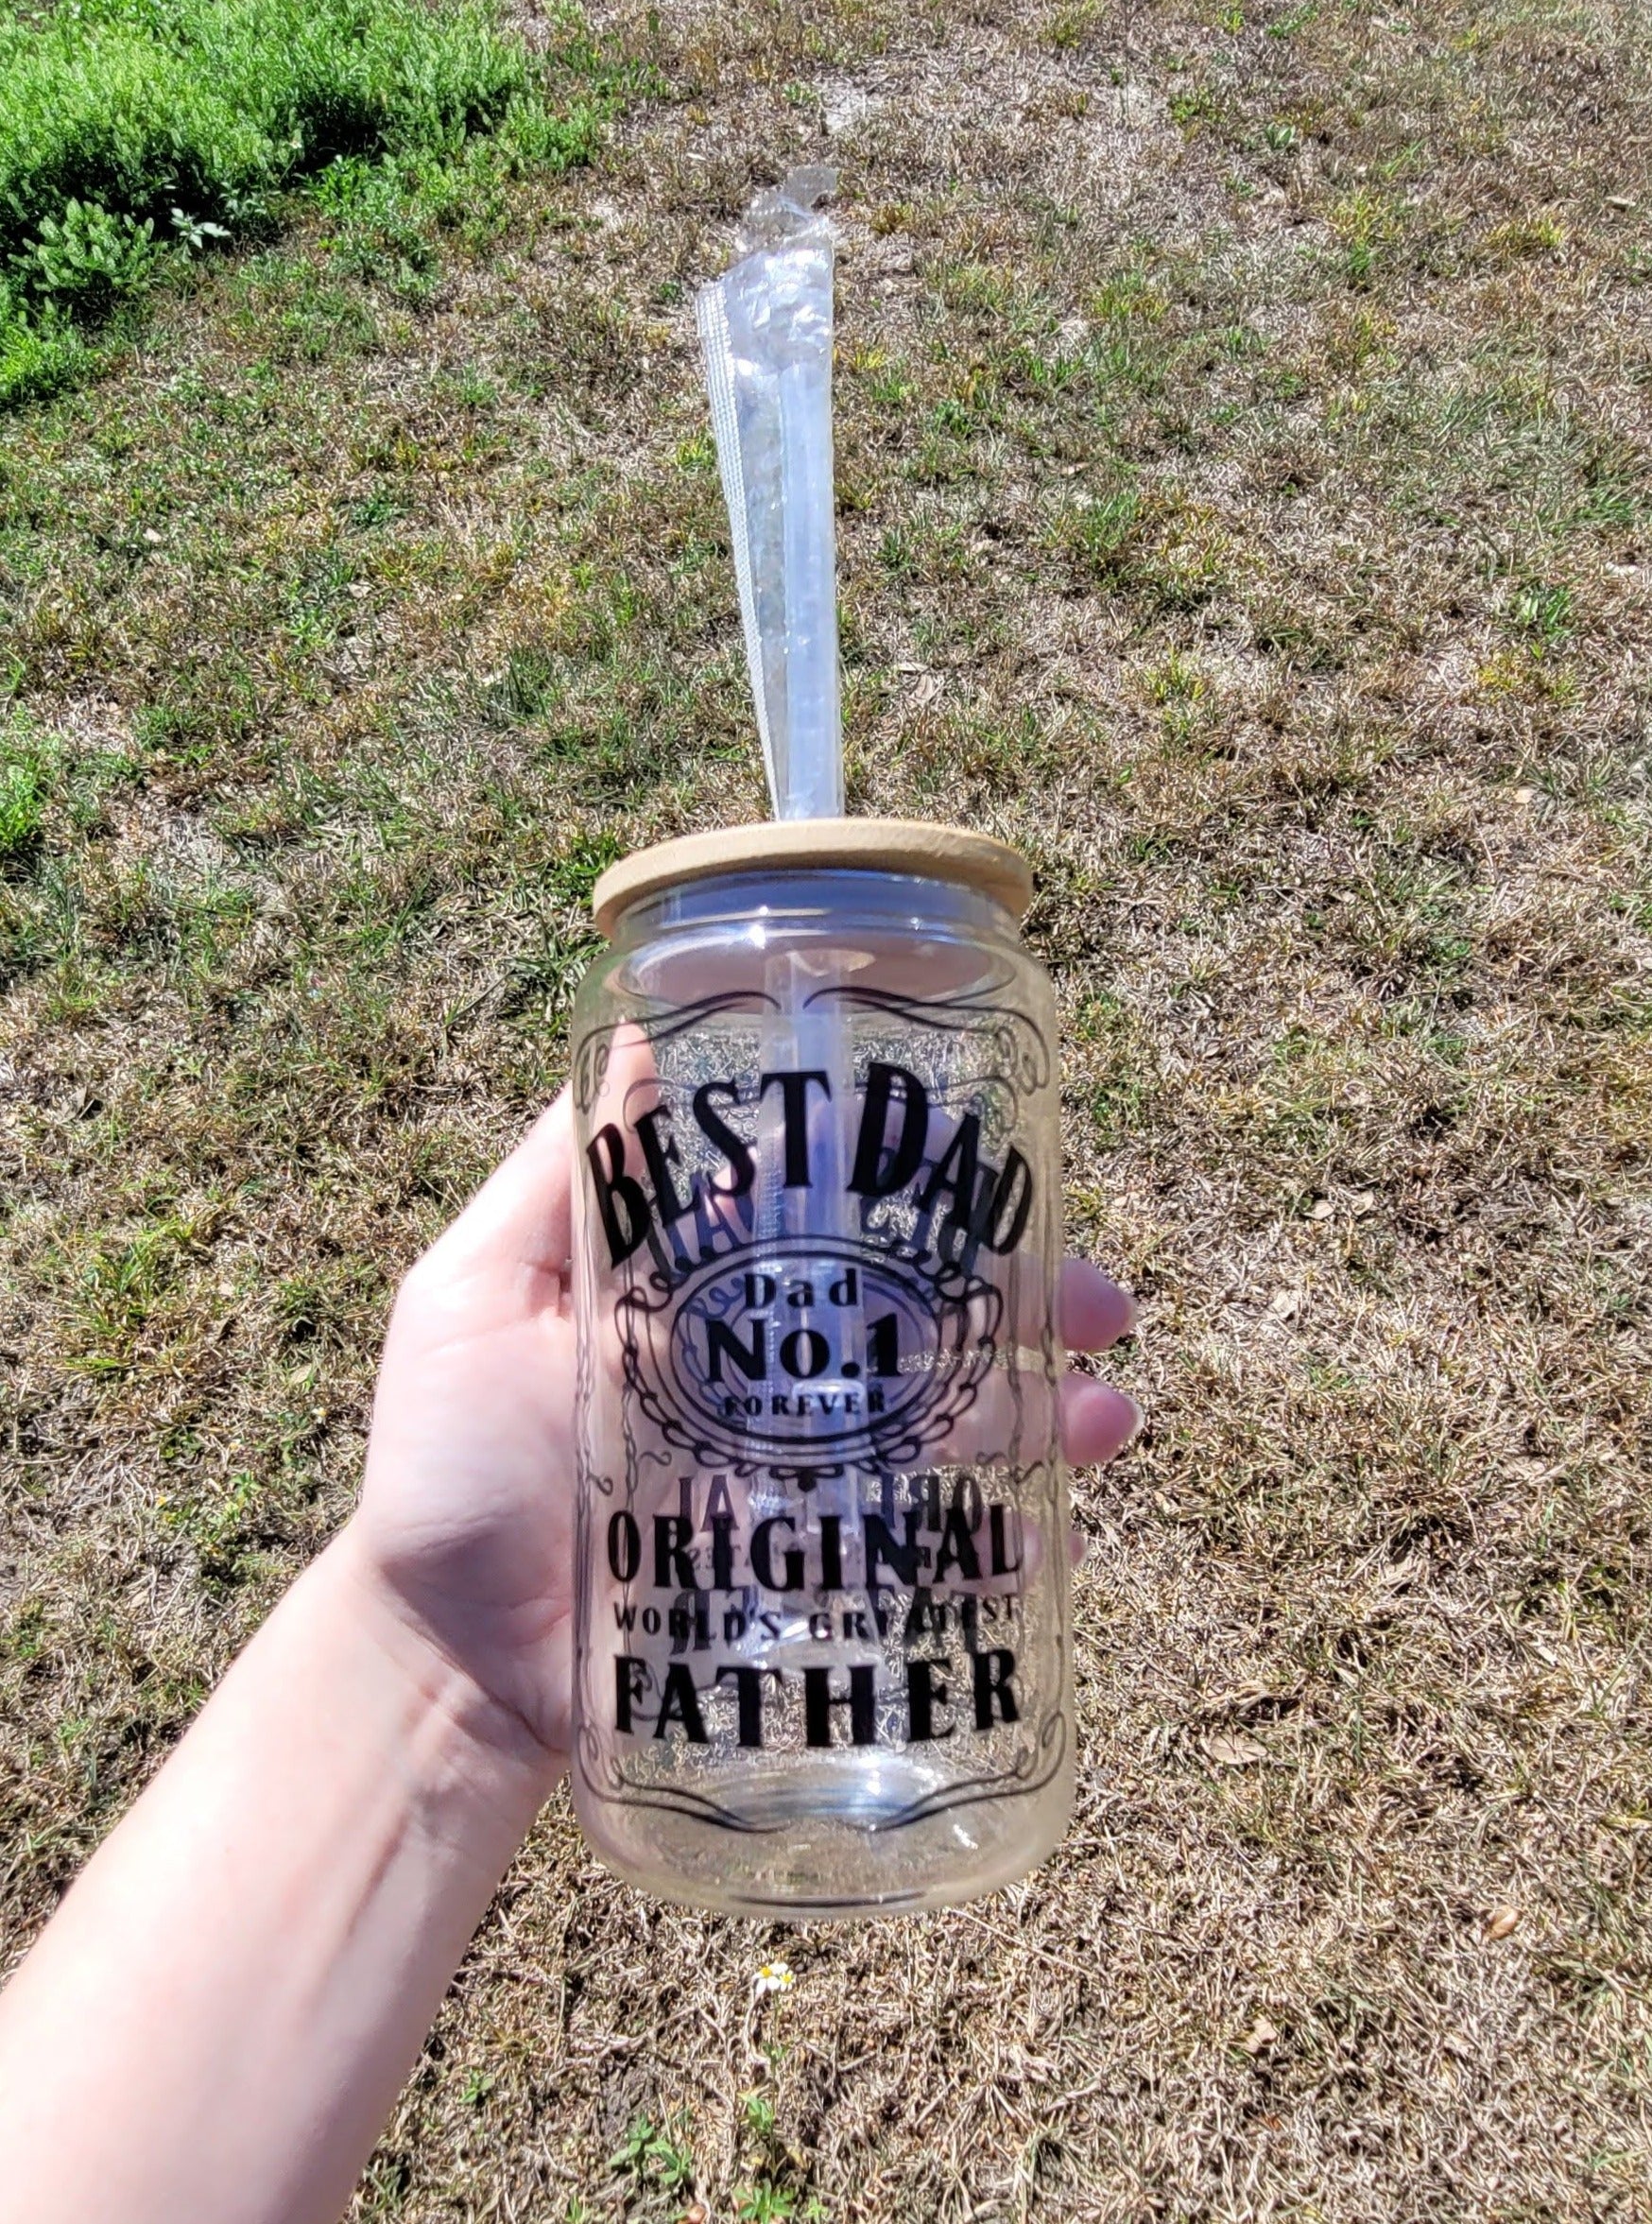 BEST DAD
Dad
No.1
FOREVER
ORIGINAL
WORLD'S GREATEST
FATHER